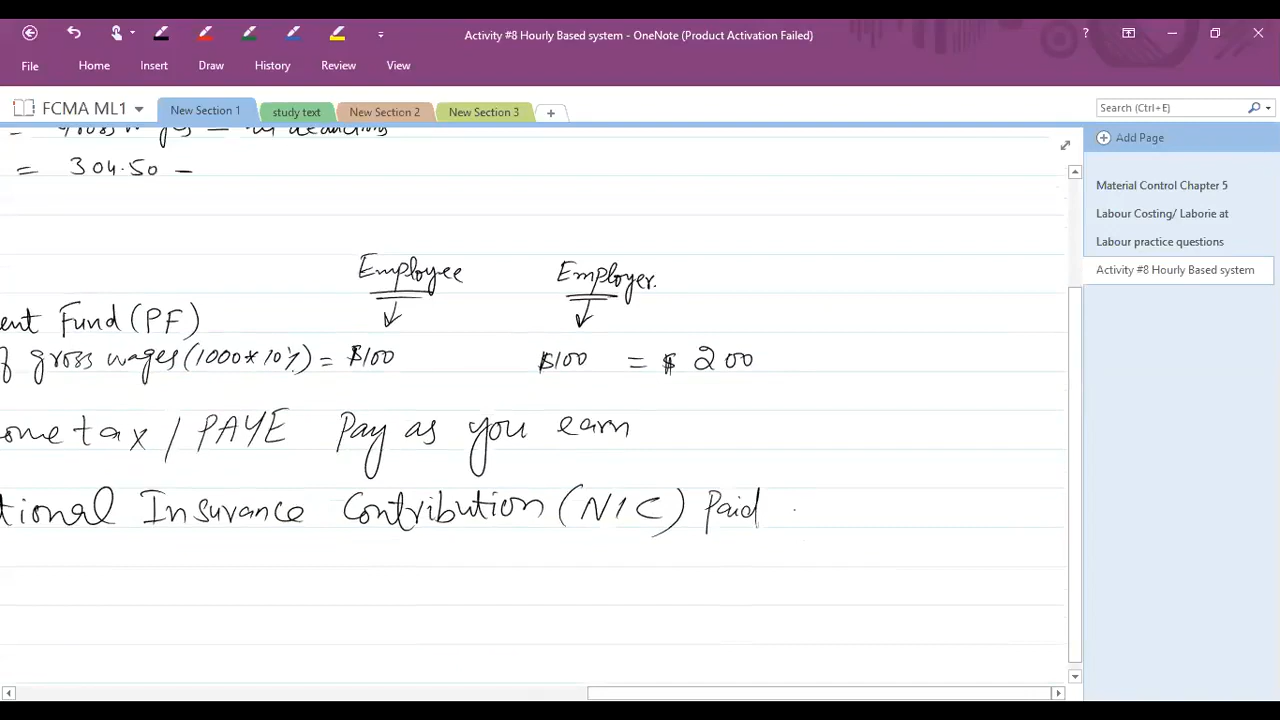 Activity #8 Hourly Based system - OneNote (Product Activation Failed)
File Home Insert Draw History Review View
FCMA ML1 New Section 1 study text New Section 2 New Section 3
Search (Ctrl+E)
Add Page
Material Control Chapter 5
Labour Costing/ Laborie at
Labour practice questions
Activity #8 Hourly Based system
= 304.50 -
Employee Employer.
ent Fund (PF)
of gross wages (1000*10%) = $100 $100 = $ 200
ome tax / PAYE Pay as you earn
tional Insurance Contribution (NIC) Paid